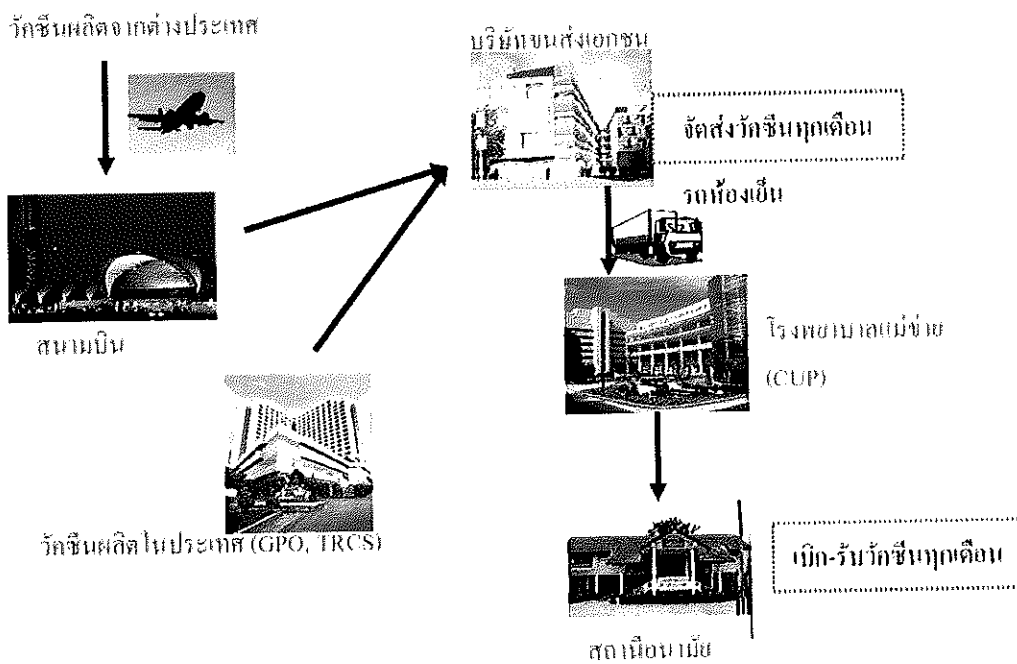 วัคซีนผลิตจากต่างประเทศ
สนามบิน
วัคซีนผลิตในประเทศ (GPO, TRCS)
บริษัทขนส่งเอกชน
จัดส่งวัคซีนทุกเดือน
รถห้องเย็น
โรงพยาบาลแม่ข่าย
(CUP)
เบิก-รับวัคซีนทุกเดือน
สถานีอนามัย